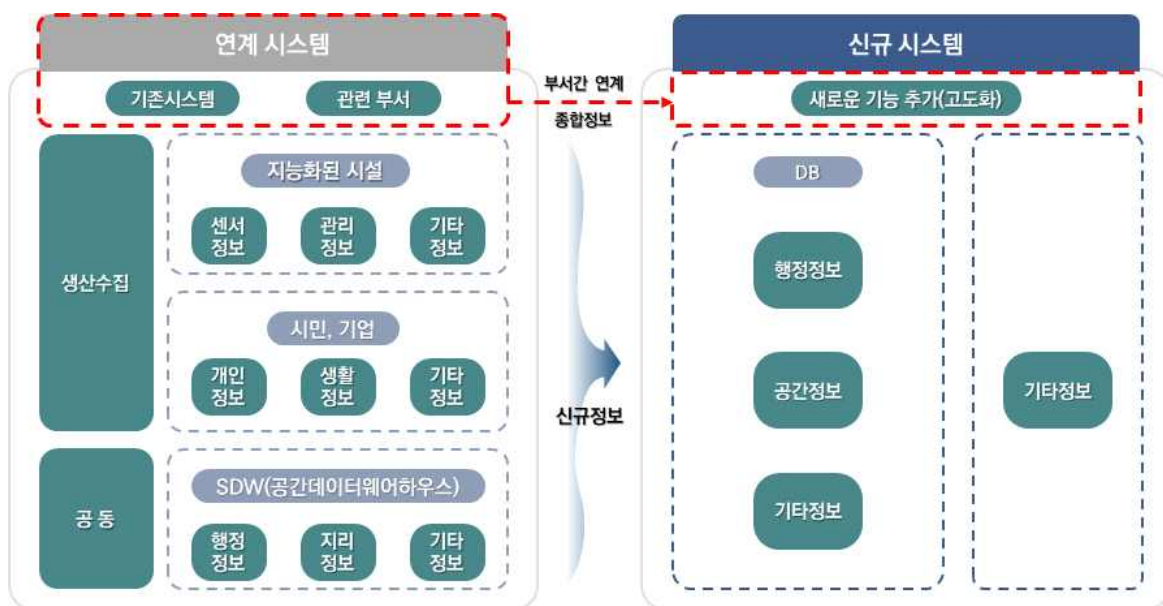 연계 시스템
기존시스템
관련 부서
생산수집
지능화된 시설
센서
정보
관리
정보
기타
정보
시민, 기업
개인
정보
생활
정보
기타
정보
공 동
SDW(공간데이터웨어하우스)
행정
정보
지리
정보
기타
정보
부서간 연계
종합정보
신규정보
신규 시스템
새로운 기능 추가(고도화)
DB
행정정보
공간정보
기타정보
기타정보